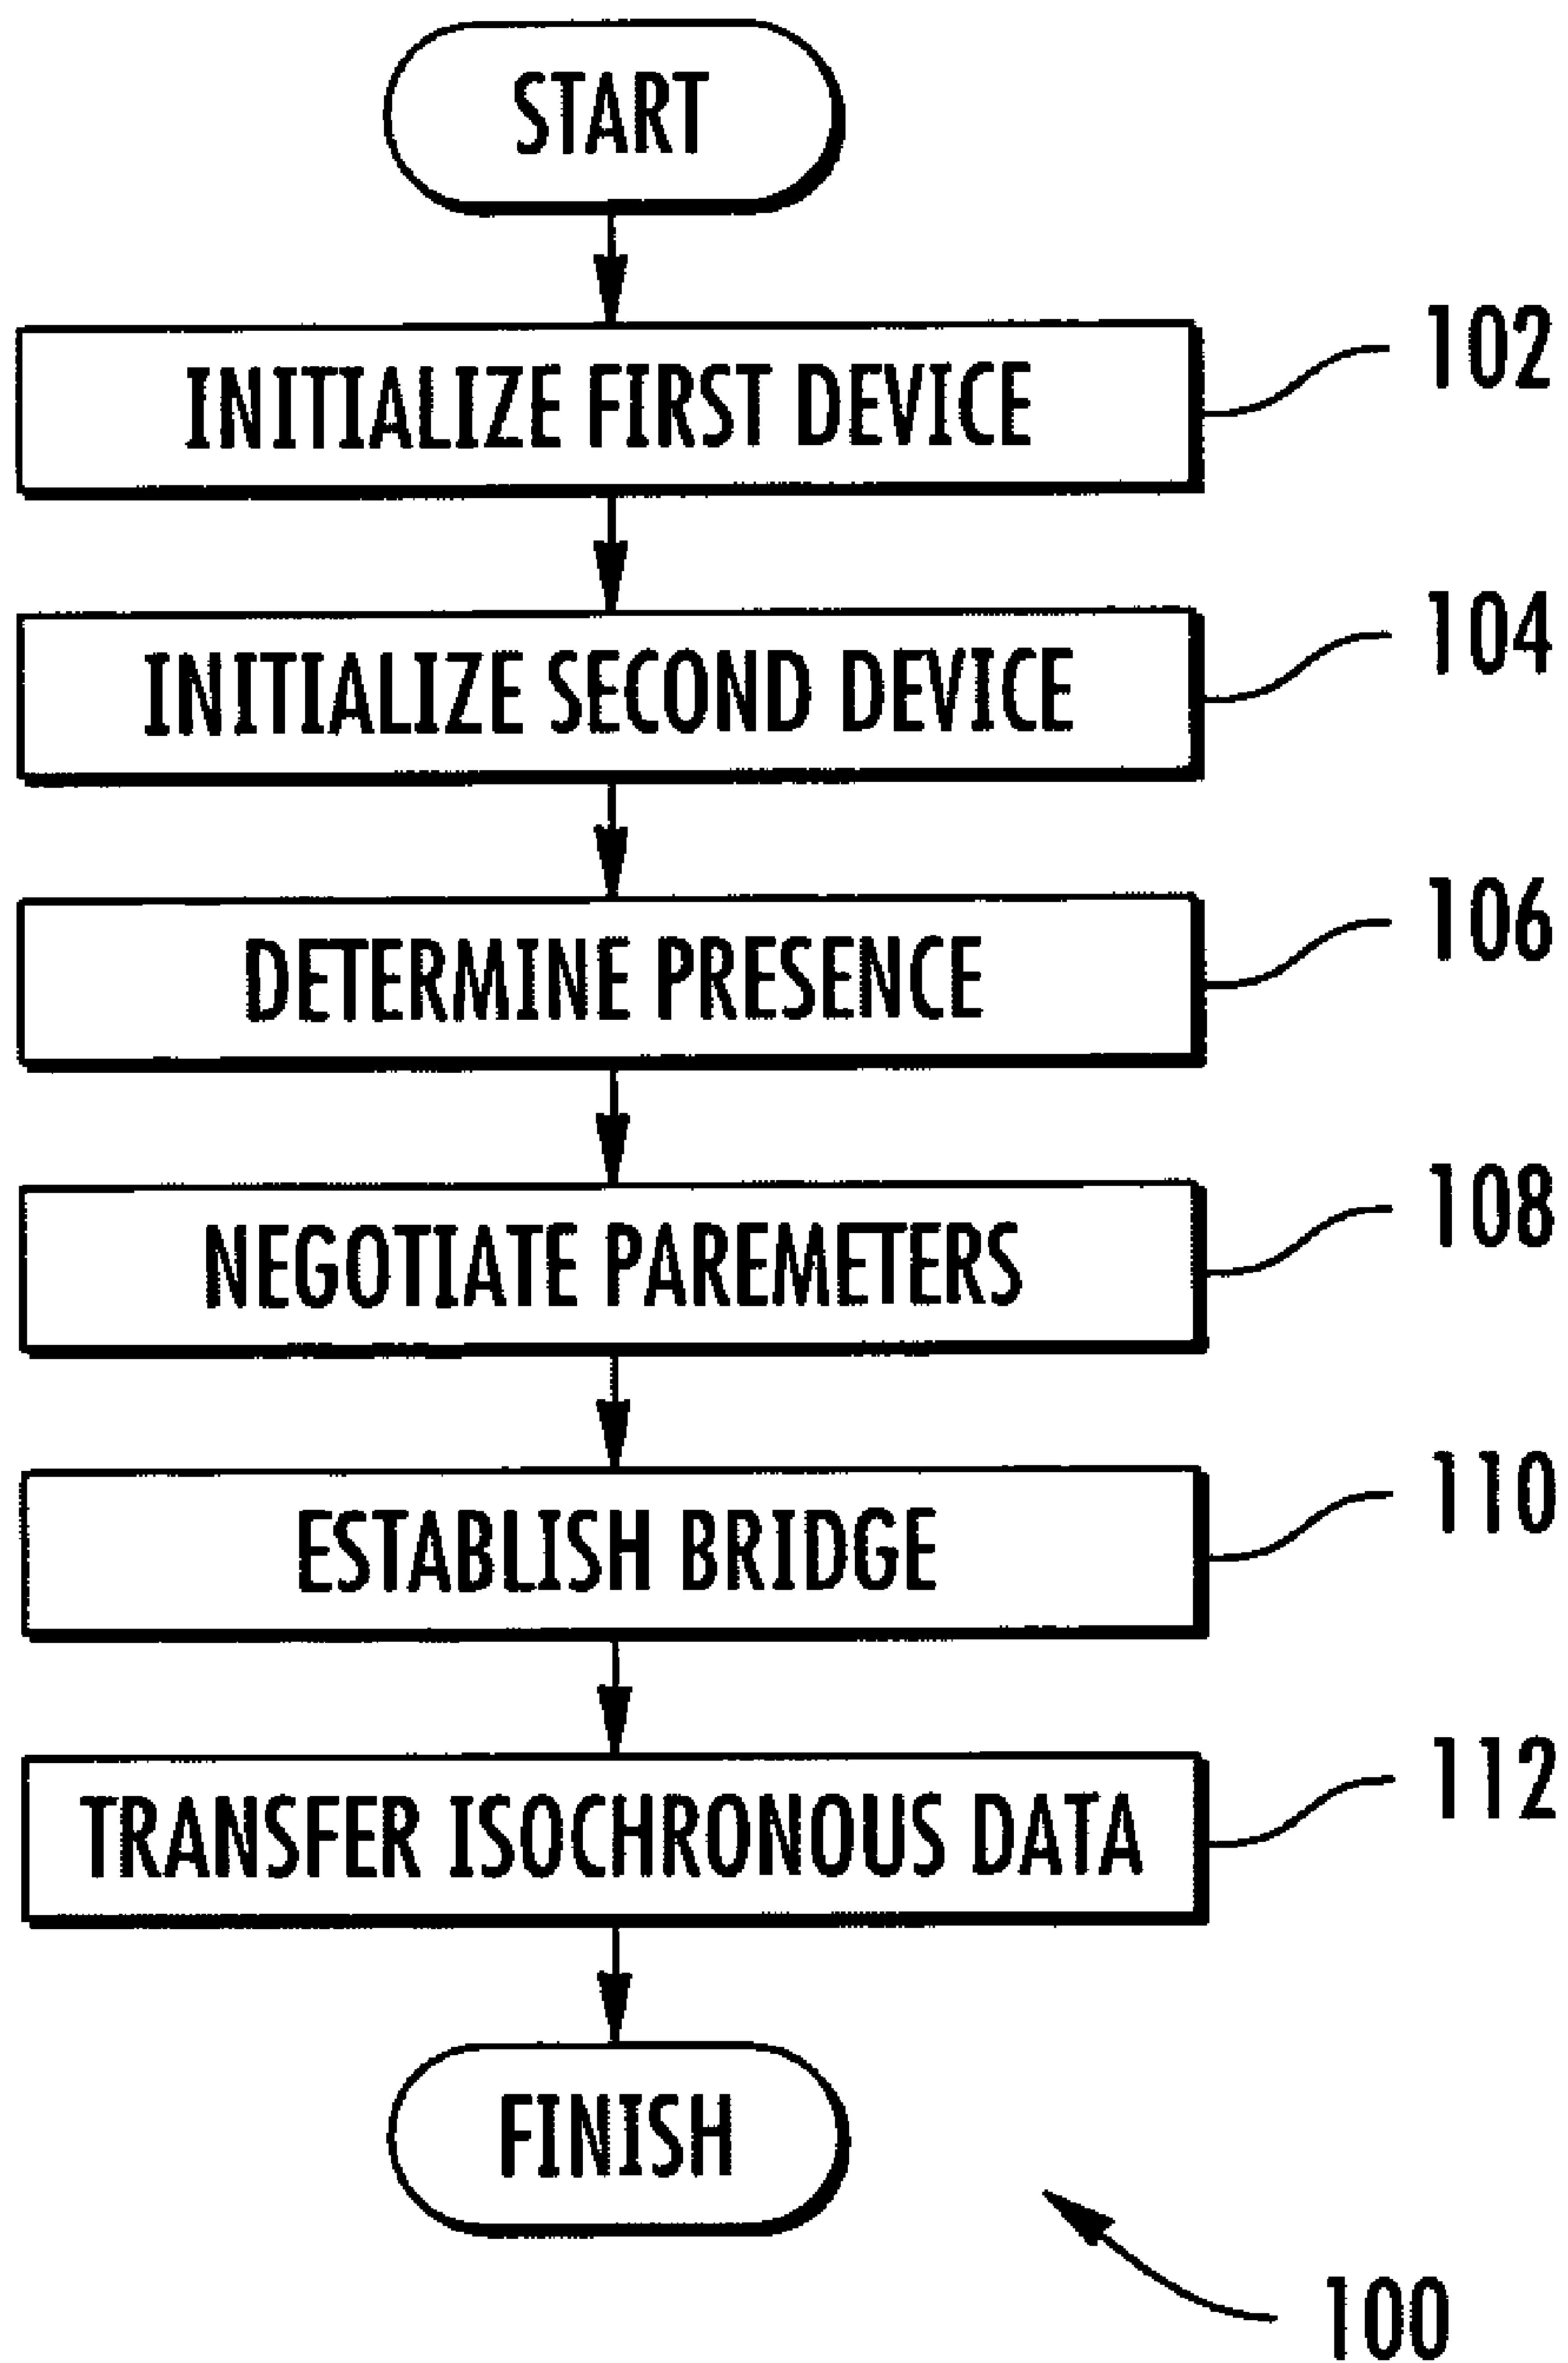 START
INITIALIZE FIRST DEVICE
102
INITIALIZE SECOND DEVICE
104
DETERMINE PRESENCE
106
NEGOTIATE PAREMETERS
108
ESTABLISH BRIDGE
110
TRANSFER ISOCHRONOUS DATA
112
FINISH
100